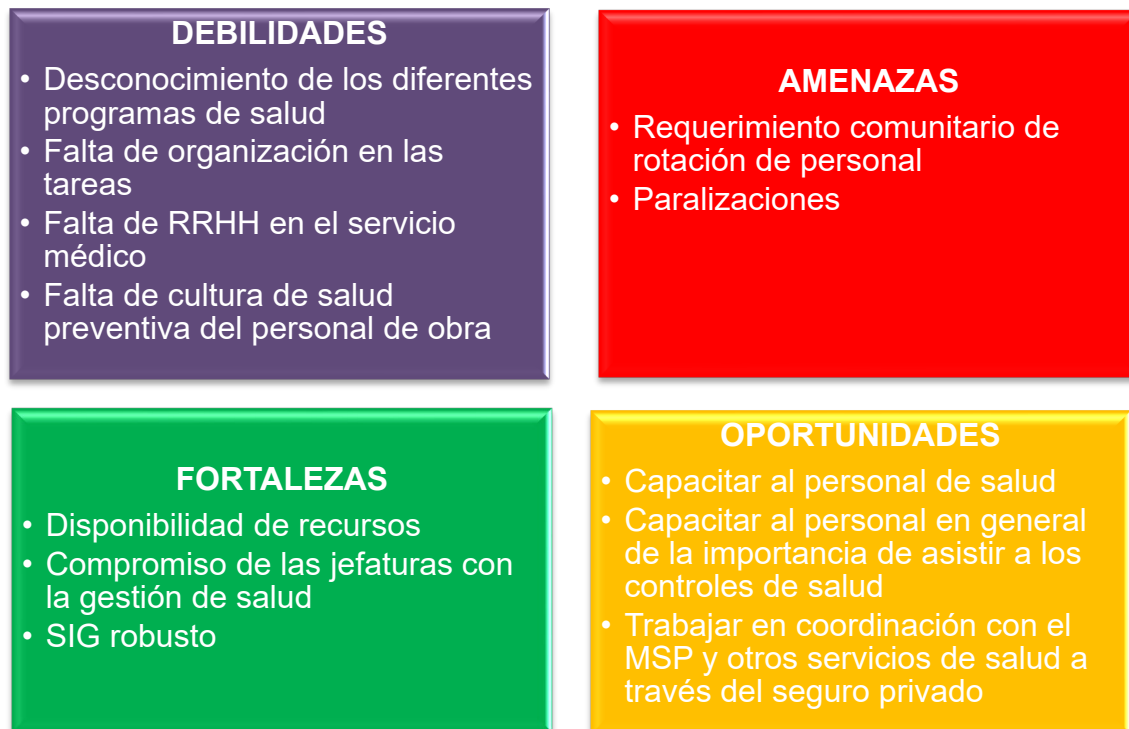 DEBILIDADES
• Desconocimiento de los diferentes
programas de salud
• Falta de organización en las
tareas
• Falta de RRHH en el servicio
médico
• Falta de cultura de salud
preventiva del personal de obra
AMENAZAS
• Requerimiento comunitario de
rotación de personal
• Paralizaciones
FORTALEZAS
• Disponibilidad de recursos
• Compromiso de las jefaturas con
la gestión de salud
• SIG robusto
OPORTUNIDADES
• Capacitar al personal de salud
• Capacitar al personal en general
de la importancia de asistir a los
controles de salud
• Trabajar en coordinación con el
MSP y otros servicios de salud a
través del seguro privado